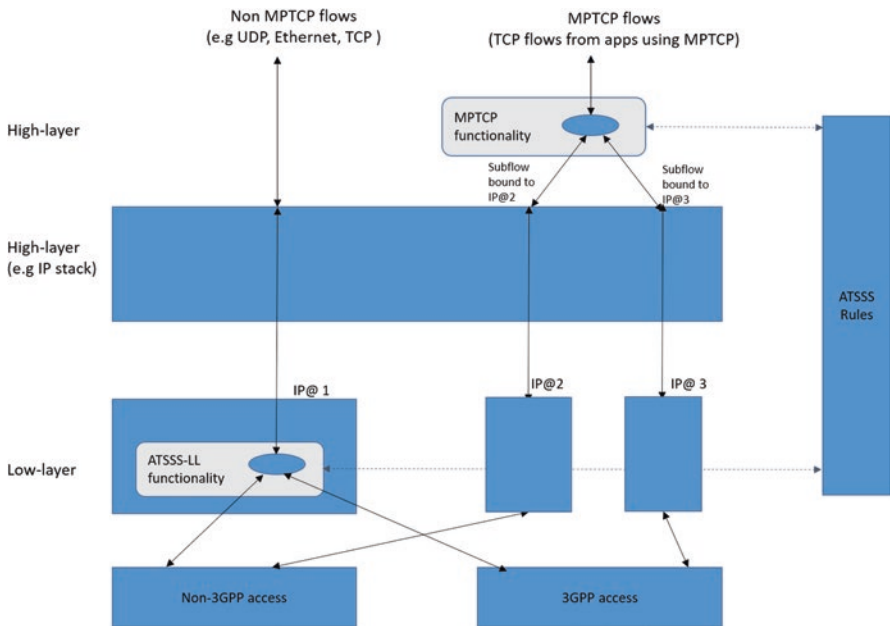 Non MPTCP flows
(e.g UDP, Ethernet, TCP )
MPTCP flows
(TCP flows from apps using MPTCP)
High-layer
MPTCP
functionality
Subflow
bound to
IP@2
Subflow
bound to
IP@3
High-layer
(e.g IP stack)
ATSSS
Rules
IP@ 1
IP@2
IP@ 3
Low-layer
ATSSS-LL
functionality
Non-3GPP access
3GPP access